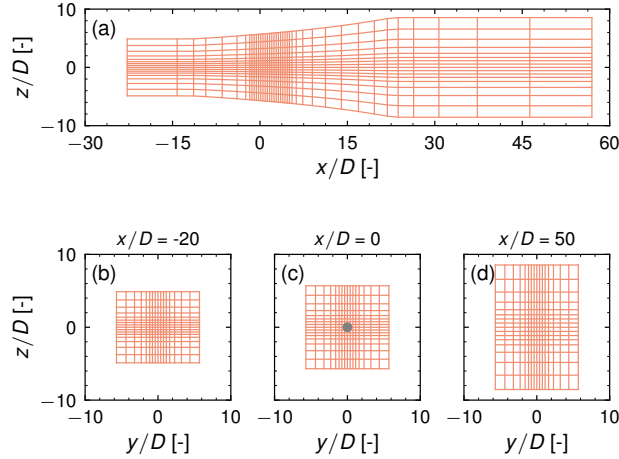 10
(a)
z/D [-]
0
−10
−30 −15 0 15 30 45 60
x/D [-]
x/D = -20 x/D = 0 x/D = 50
10
(b) (c) (d)
z/D [-]
0
−10
−10 0 10 −10 0 10 −10 0 10
y/D [-] y/D [-] y/D [-]